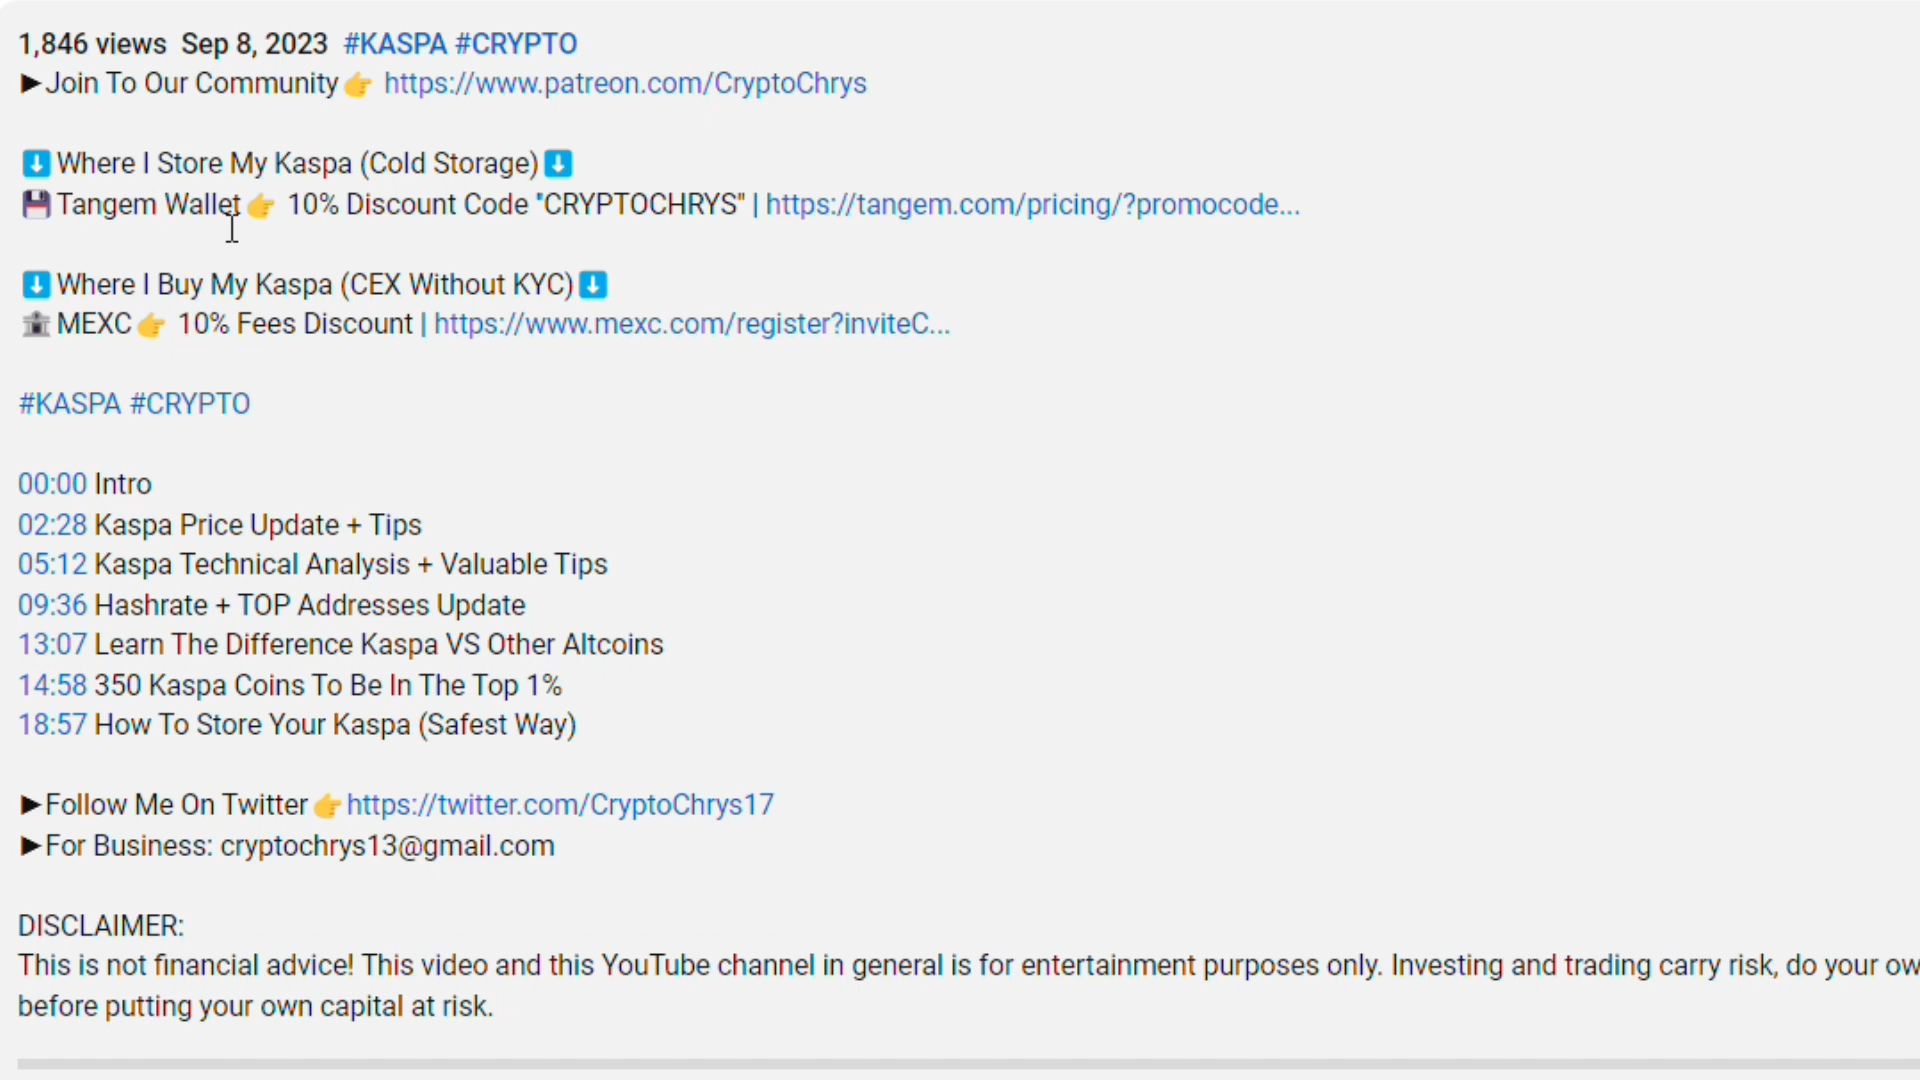 1,846 views Sep 8, 2023 #KASPA #CRYPTO
►Join To Our Community👉 https://www.patreon.com/CryptoChrys
⬇️Where I Store My Kaspa (Cold Storage)⬇️
💾Tangem Wallet👉 10% Discount Code "CRYPTOCHRYS" | https://tangem.com/pricing/?promocode...
⬇️Where I Buy My Kaspa (CEX Without KYC)⬇️
🏦MEXC👉 10% Fees Discount | https://www.mexc.com/register?inviteC...
#KASPA #CRYPTO
00:00 Intro
02:28 Kaspa Price Update + Tips
05:12 Kaspa Technical Analysis + Valuable Tips
09:36 Hashrate + TOP Addresses Update
13:07 Learn The Difference Kaspa VS Other Altcoins
14:58 350 Kaspa Coins To Be In The Top 1%
18:57 How To Store Your Kaspa (Safest Way)
►Follow Me On Twitter👉https://twitter.com/CryptoChrys17
►For Business: cryptochrys13@gmail.com
DISCLAIMER:
This is not financial advice! This video and this YouTube channel in general is for entertainment purposes only. Investing and trading carry risk, do your ow
before putting your own capital at risk.